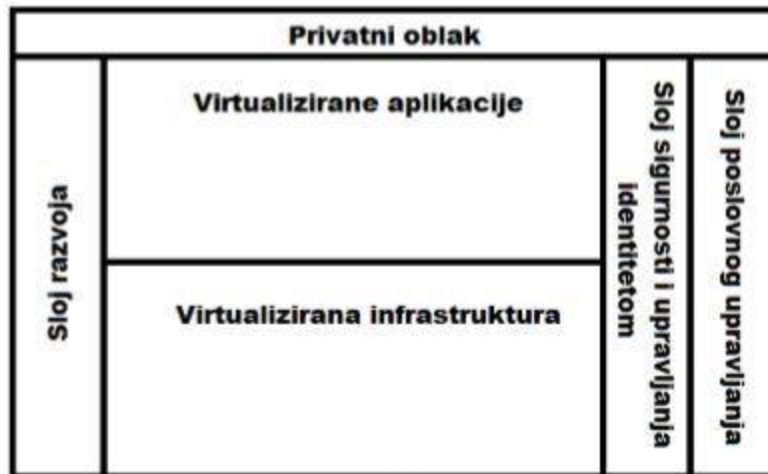 Privatni oblak
Sloj razvoja
Virtualizirane aplikacije
Virtualizirana infrastruktura
Sloj sigurnosti i upravljanja
identitetom
Sloj poslovnog upravljanja